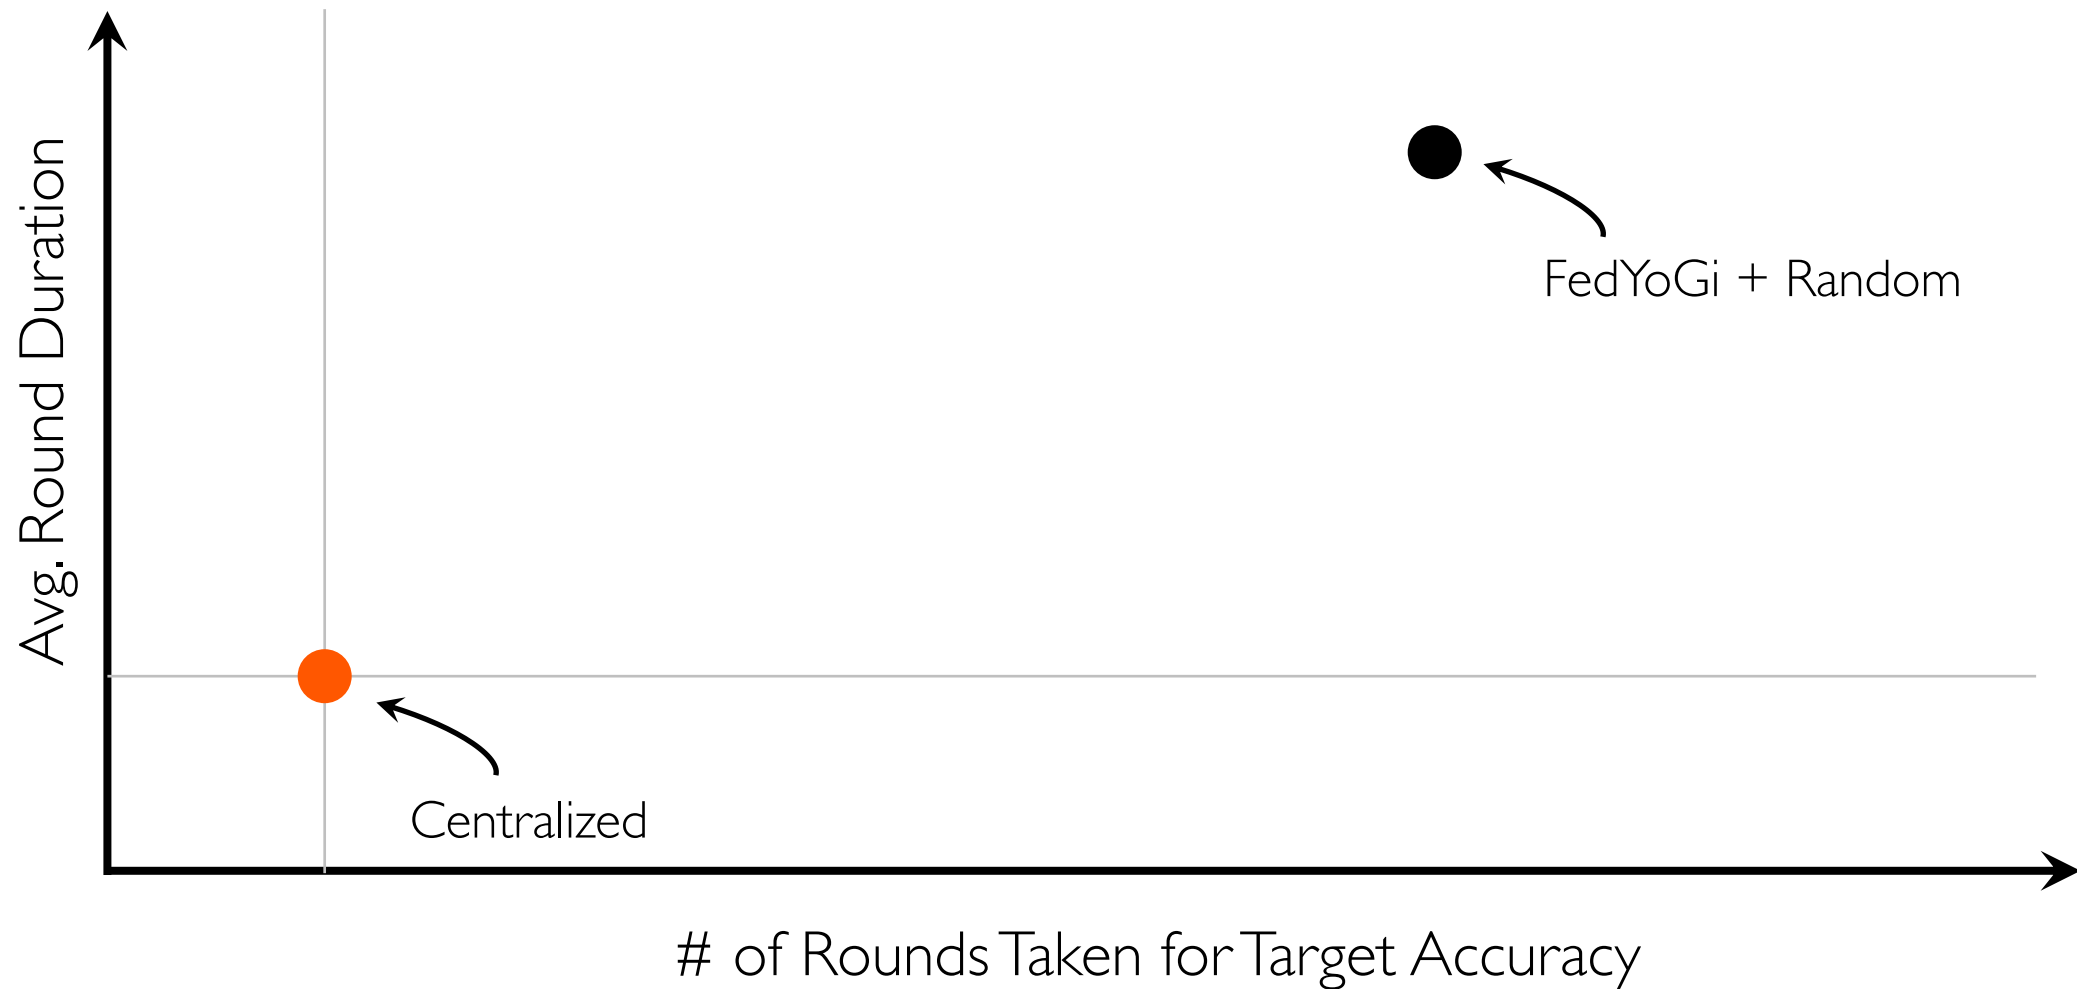 Avg. Round Duration
FedYoGi + Random
Centralized
# of Rounds Taken for Target Accuracy